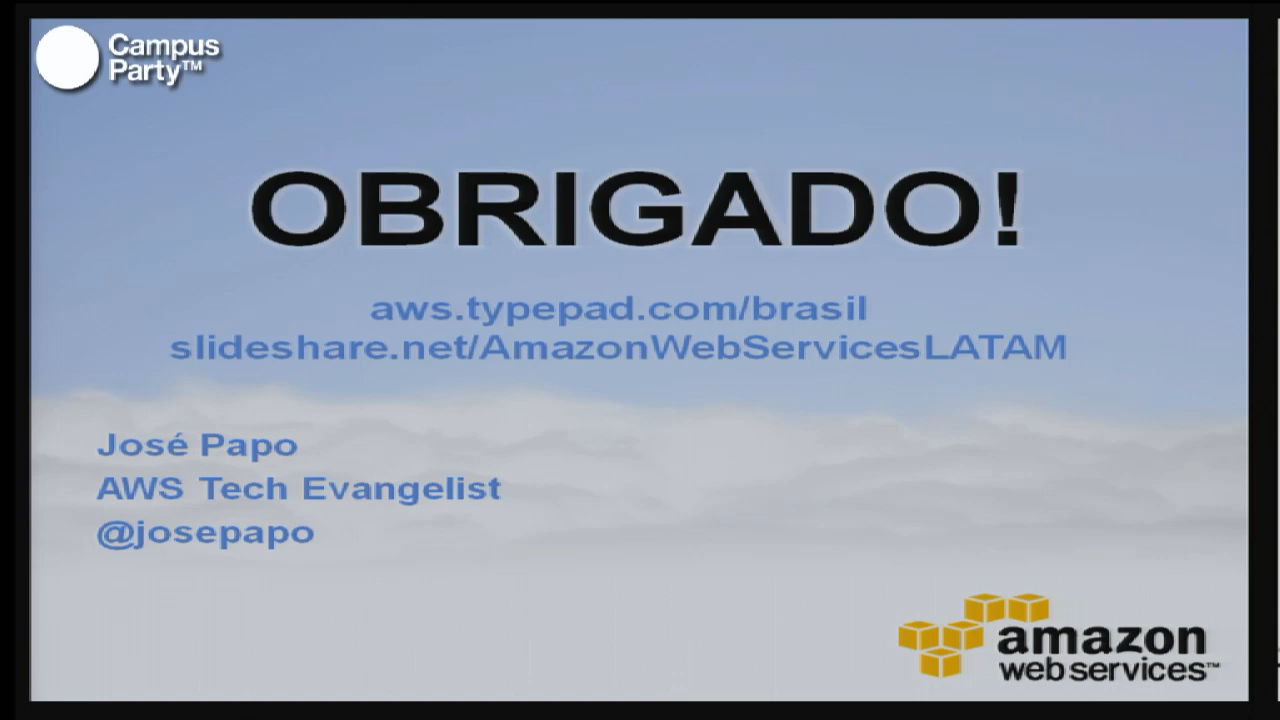 Campus
Party™
OBRIGADO!
aws.typepad.com/brasil
slideshare.net/AmazonWebServicesLATAM
José Papo
AWS Tech Evangelist
@josepapo
amazon
web services™